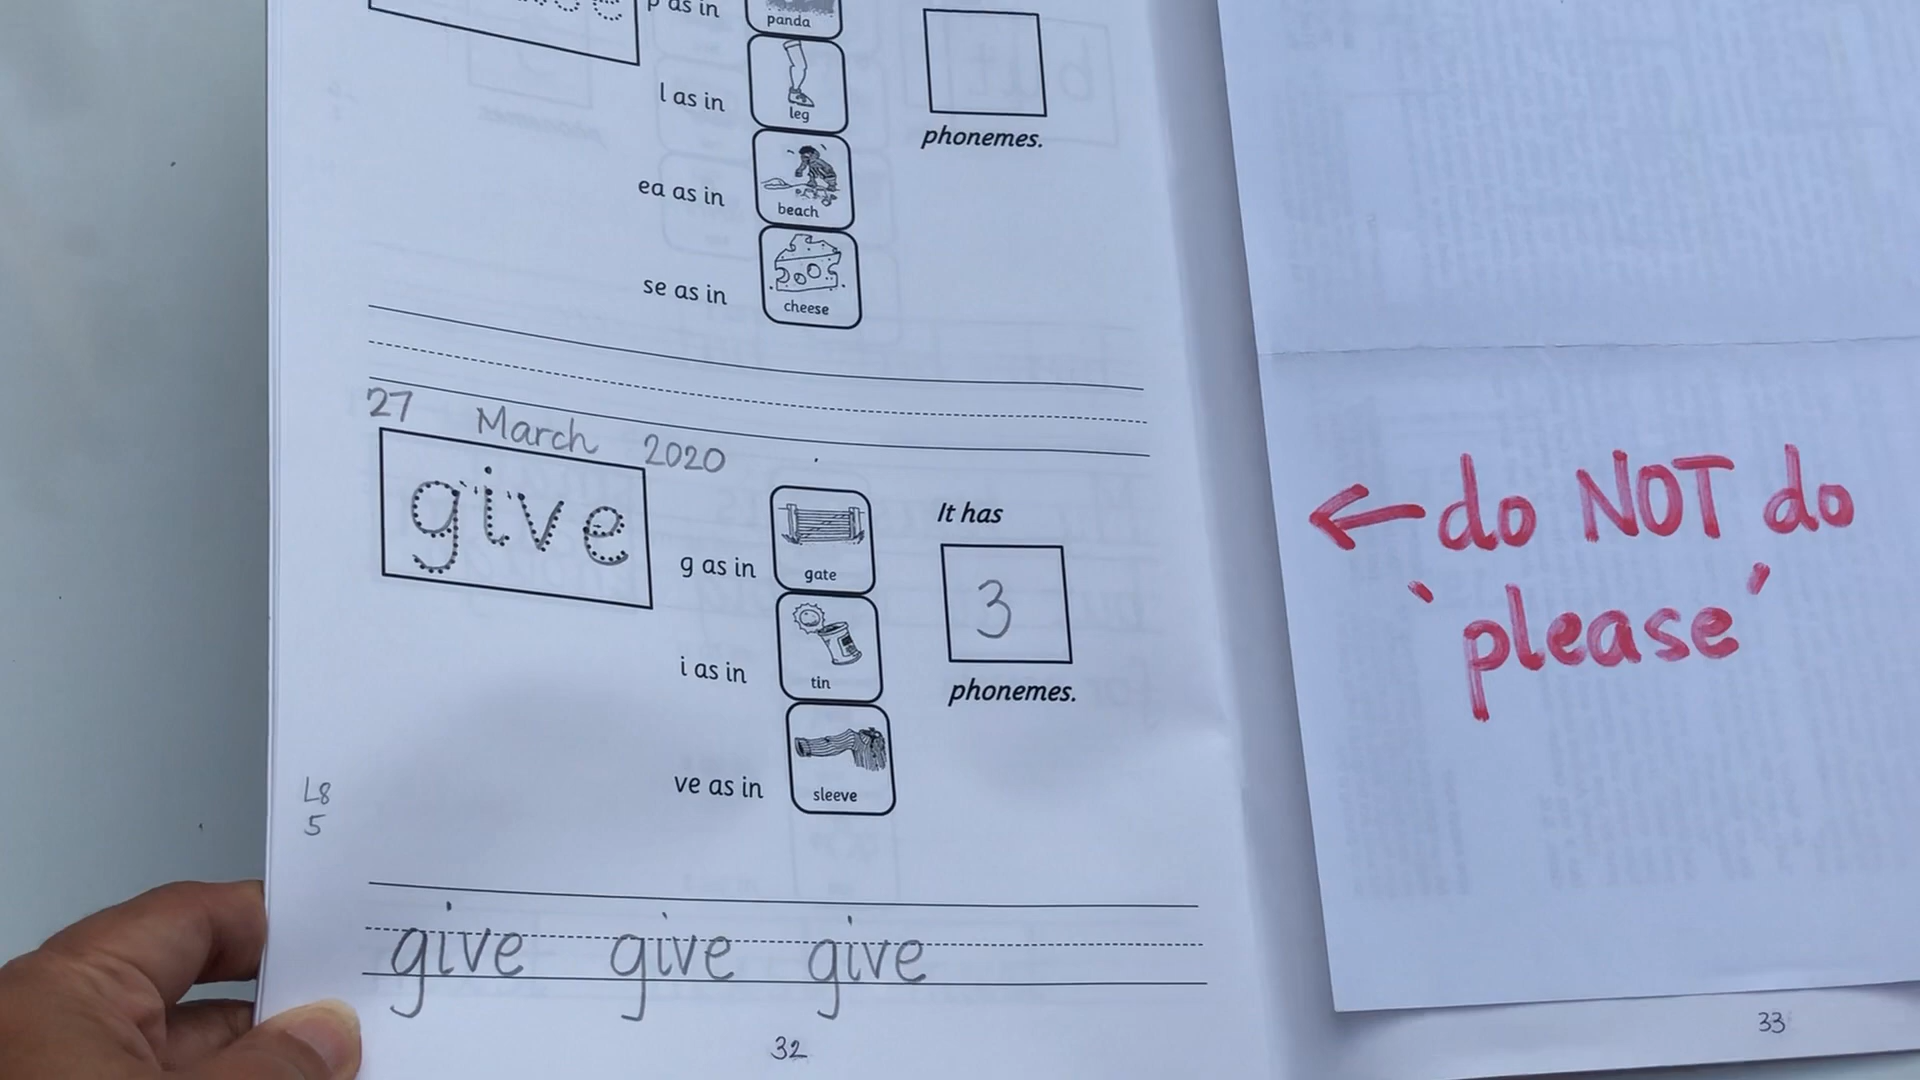 p as in
panda
l as in
leg
phonemes.
ea as in
beach
se as in
cheese
27 March 2020
give
It has
g as in
gate
3
i as in
tin
phonemes.
ve as in
sleeve
L8
5
give give give
32
← do NOT do
'please'
33